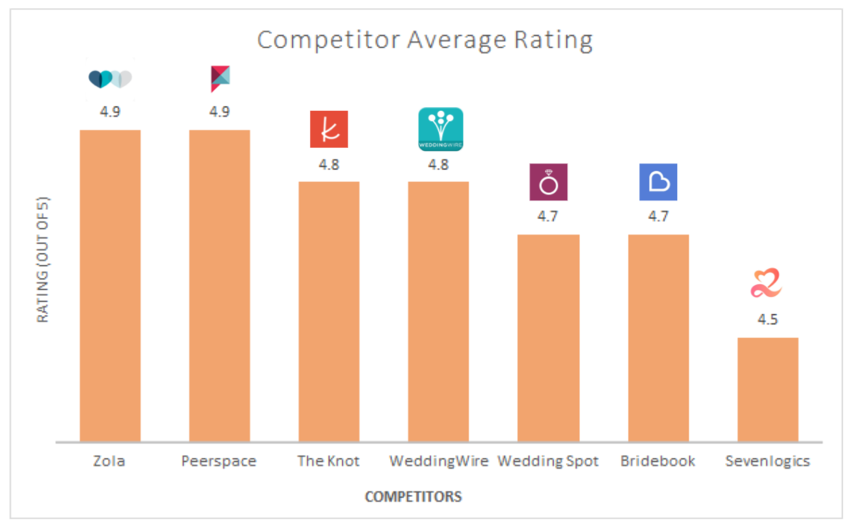 Competitor Average Rating
4.9
4.9
4.8
4.8
4.7
4.7
4.5
WEDDINGWIRE
RATING (OUT OF 5)
Zola
Peerspace
The Knot
WeddingWire
Wedding Spot
Bridebook
Sevenlogics
COMPETITORS